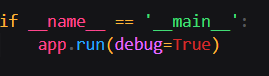 if __name__ == '__main__':
    app.run(debug=True)